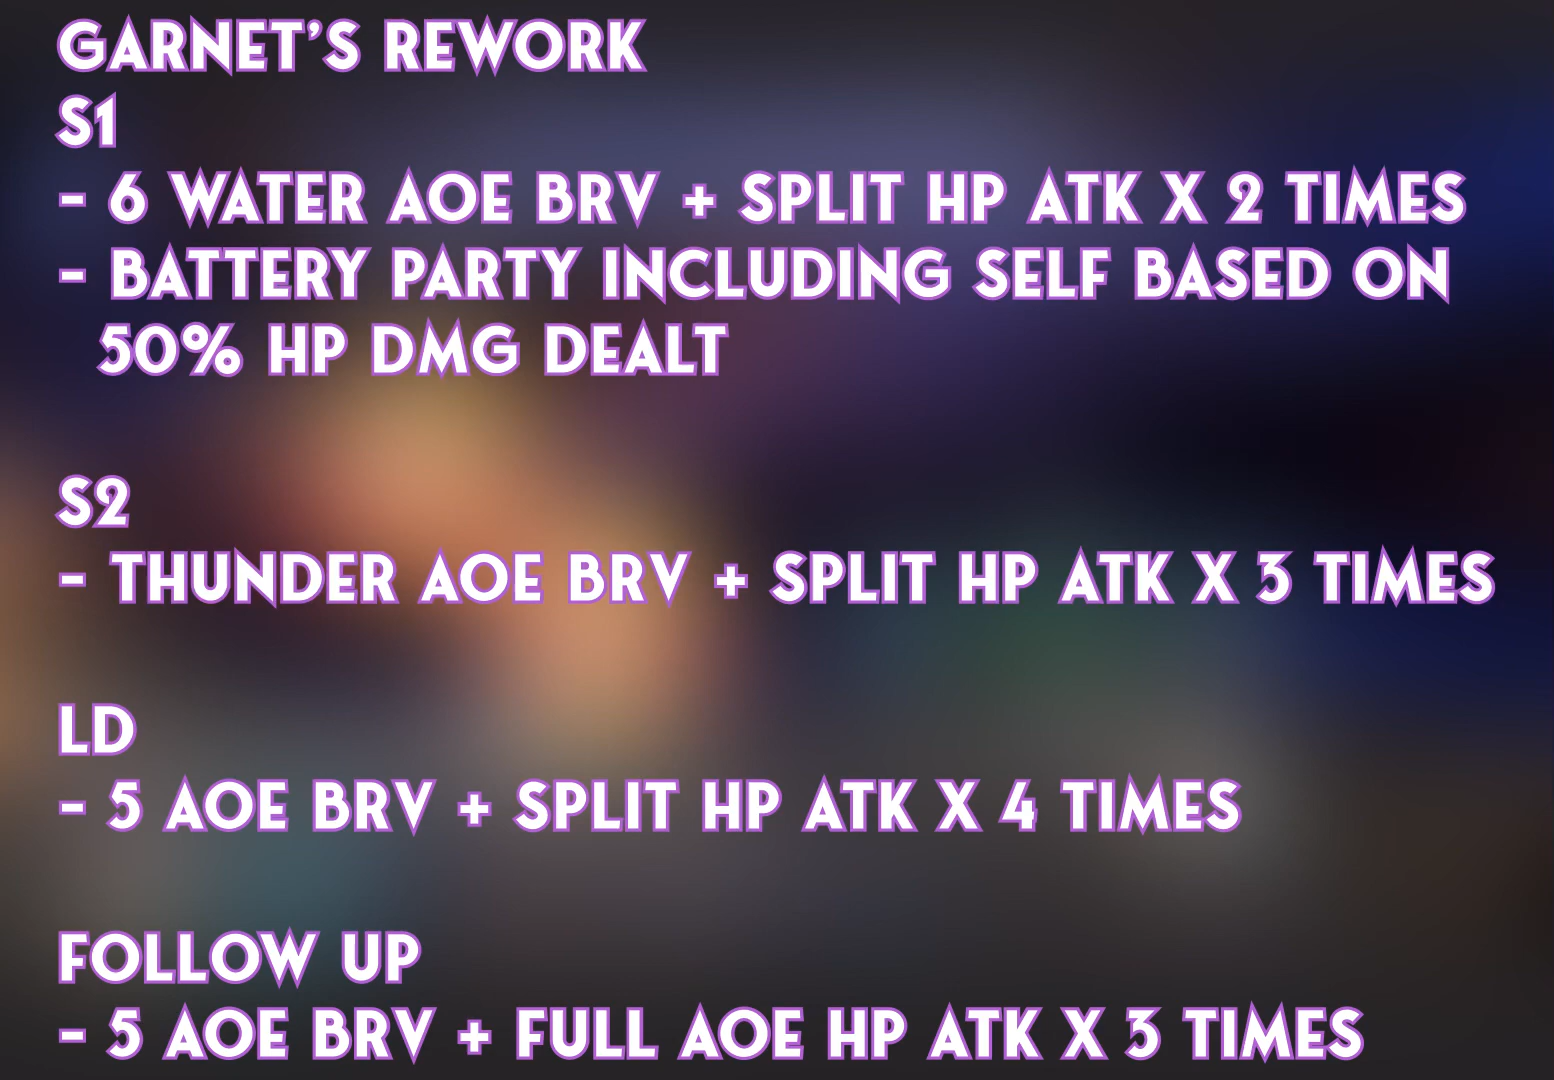 GARNET'S REWORK
S1
- 6 WATER AOE BRV + SPLIT HP ATK X 2 TIMES
- BATTERY PARTY INCLUDING SELF BASED ON
50% HP DMG DEALT
S2
- THUNDER AOE BRV + SPLIT HP ATK X 3 TIMES
LD
- 5 AOE BRV + SPLIT HP ATK X 4 TIMES
FOLLOW UP
- 5 AOE BRV + FULL AOE HP ATK X 3 TIMES